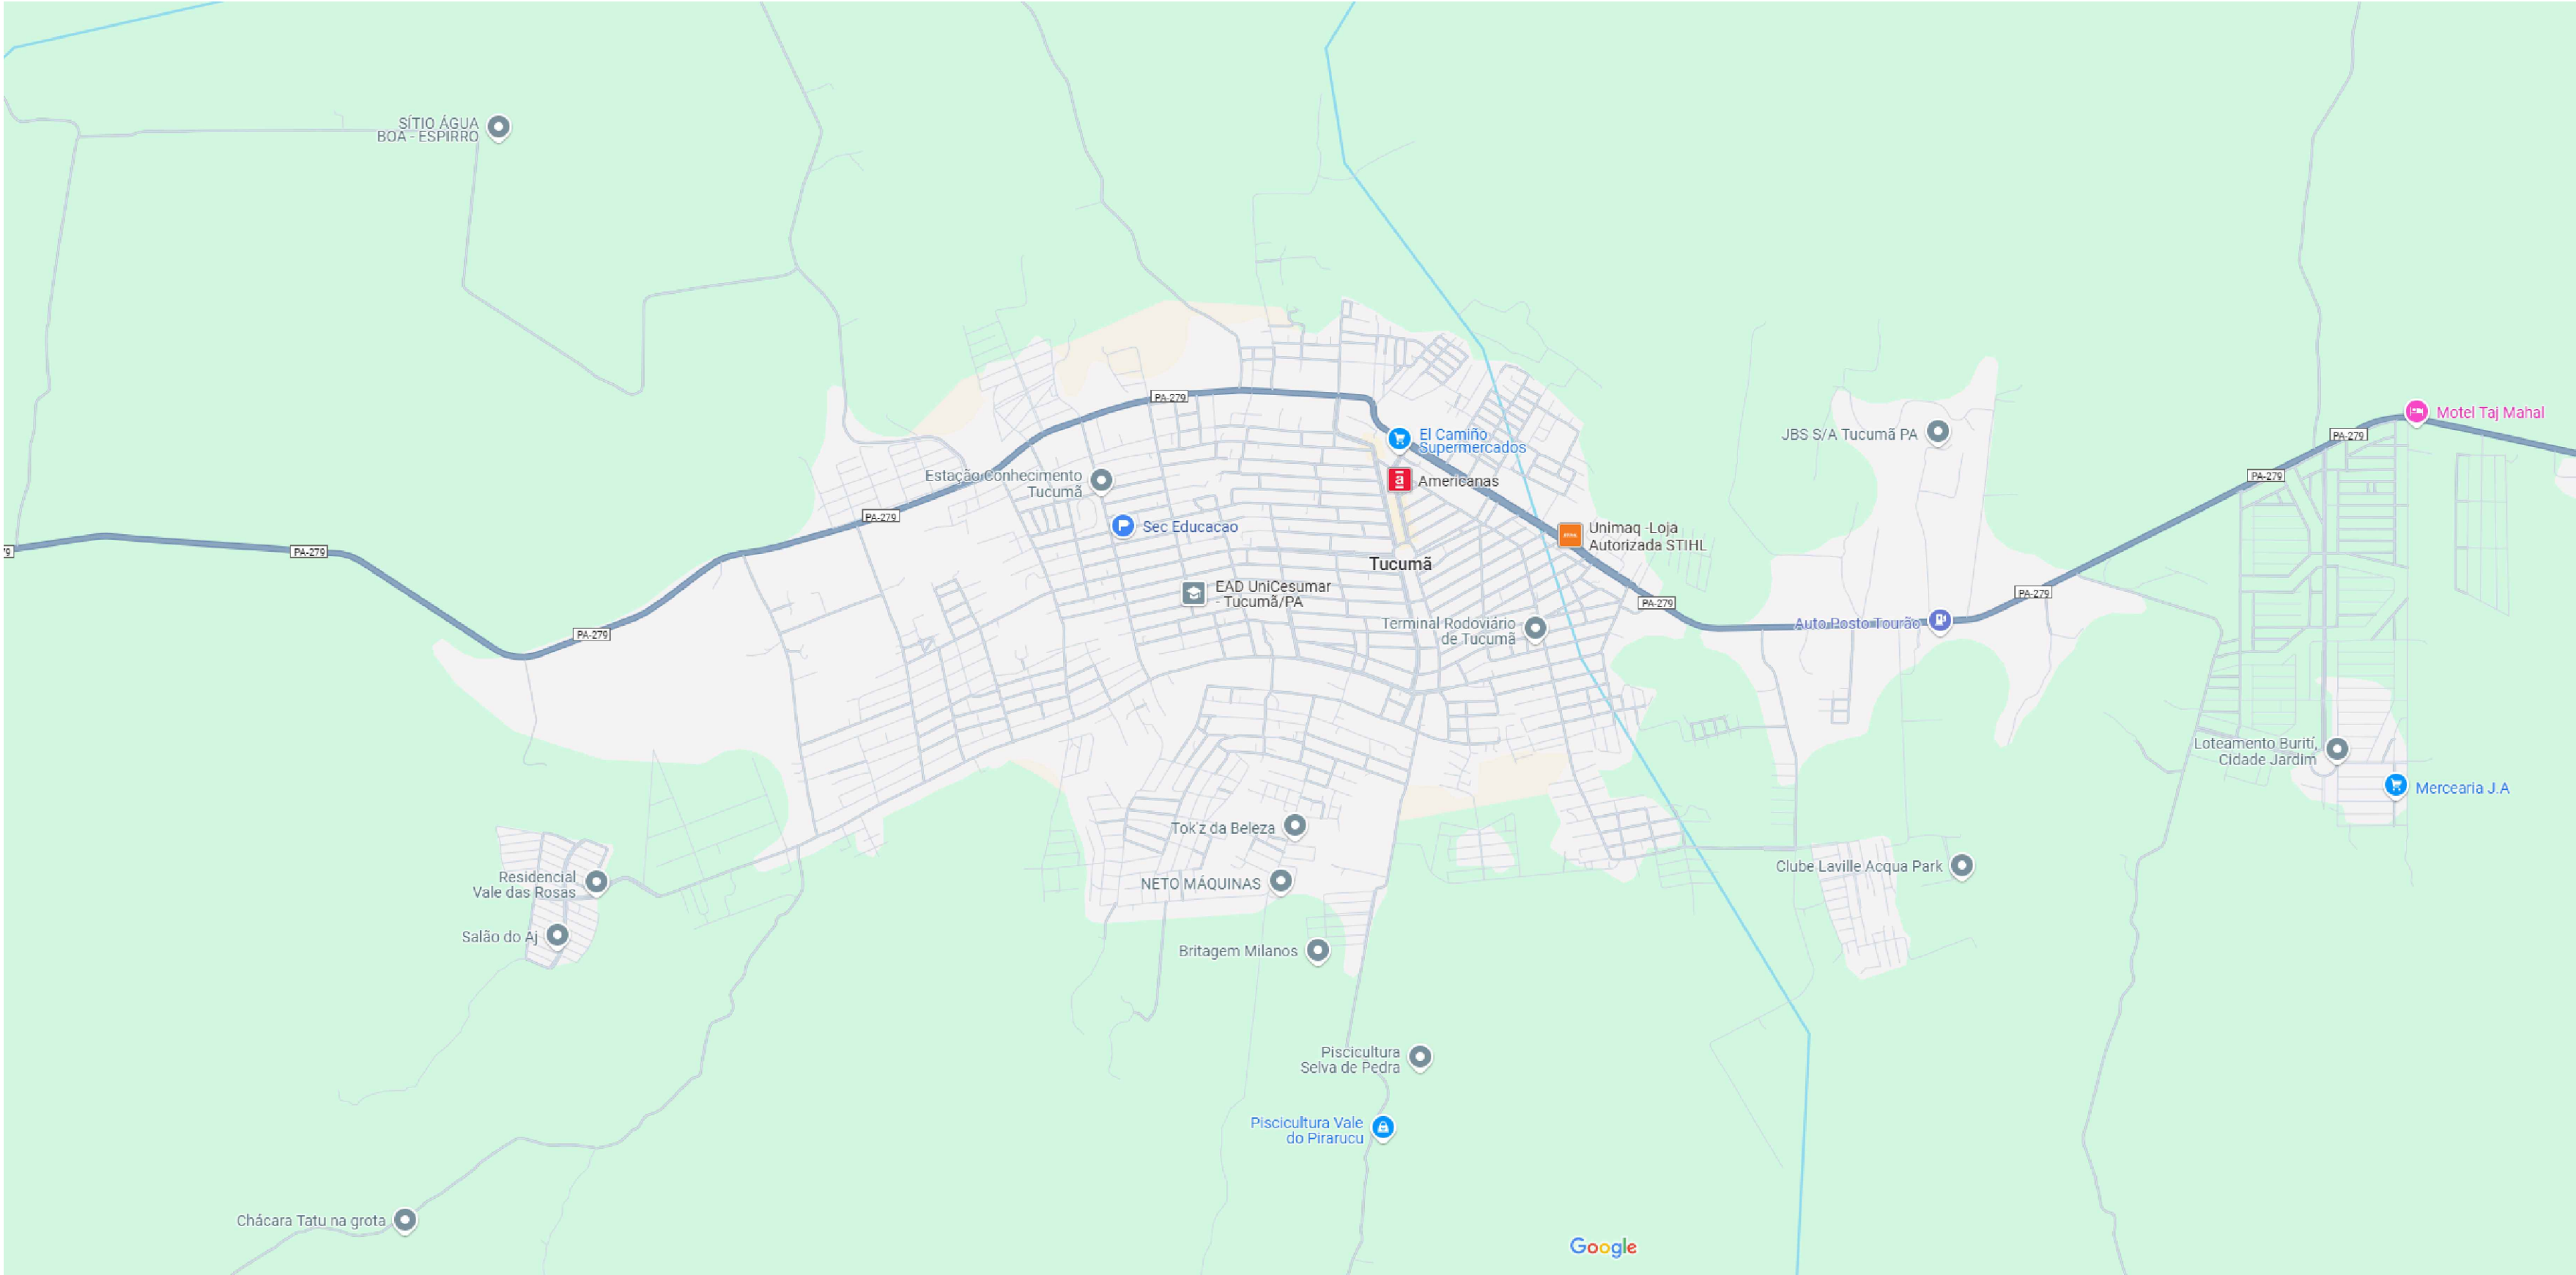 SÍTIO ÁGUA
BOA - ESPIRRO
PA-279
El Camiño
Supermercados
Motel Taj Mahal
JBS S/A Tucumã PA
PA-279
Estação Conhecimento
Tucumã
Americanas
PA-279
PA-279
Sec Educacao
Unimaq -Loja
Autorizada STIHL
79
PA-279
Tucumã
EAD UniCesumar
- Tucumã/PA
PA-279
PA-279
Terminal Rodoviário
de Tucumã
Auto Posto Tourão
PA-279
Loteamento Burití,
Cidade Jardim
Mercearia J.A
Tok'z da Beleza
Clube Laville Acqua Park
Residencial
Vale das Rosas
NETO MÁQUINAS
Salão do Aj
Britagem Milanos
Piscicultura
Selva de Pedra
Piscicultura Vale
do Pirarucu
Chácara Tatu na grota
Google